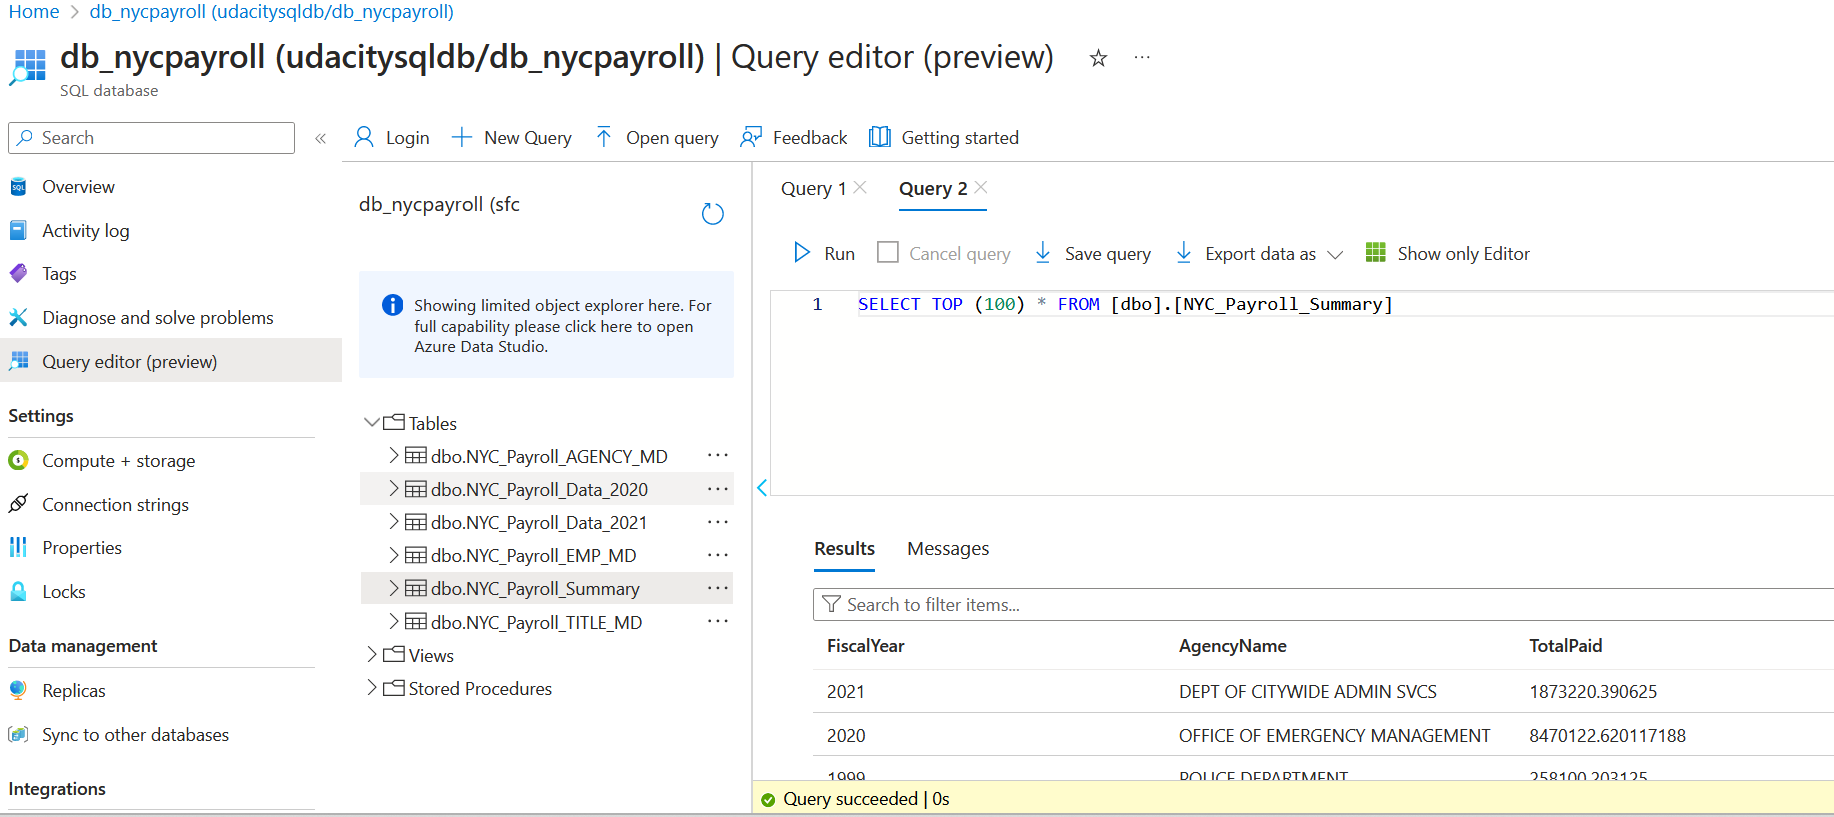 Home > db_nycpayroll (udacitysqldb/db_nycpayroll)
db_nycpayroll (udacitysqldb/db_nycpayroll) | Query editor (preview)
SQL database
Search
Overview
Activity log
Tags
Diagnose and solve problems
Query editor (preview)
Settings
Compute + storage
Connection strings
Properties
Locks
Data management
Replicas
Sync to other databases
Integrations
Login
New Query
Open query
Feedback
Getting started
db_nycpayroll (sfc
Showing limited object explorer here. For
full capability please click here to open
Azure Data Studio.
Tables
dbo.NYC_Payroll_AGENCY_MD
dbo.NYC_Payroll_Data_2020
dbo.NYC_Payroll_Data_2021
dbo.NYC_Payroll_EMP_MD
dbo.NYC_Payroll_Summary
dbo.NYC_Payroll_TITLE_MD
Views
Stored Procedures
Query 1 Query 2
Run Cancel query Save query Export data as Show only Editor
1 SELECT TOP (100) * FROM [dbo].[NYC_Payroll_Summary]
Results Messages
Search to filter items...
FiscalYear AgencyName TotalPaid
2021 DEPT OF CITYWIDE ADMIN SVCS 1873220.390625
2020 OFFICE OF EMERGENCY MANAGEMENT 8470122.620117188
1999 POLICE DEPARTMENT 258100.203125
Query succeeded | 0s